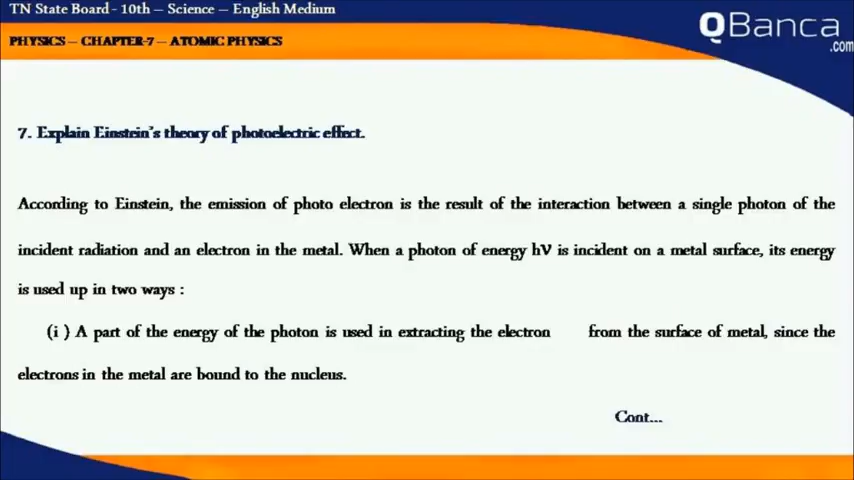 TN State Board - 10th – Science – English Medium
PHYSICS – CHAPTER-7 – ATOMIC PHYSICS
QBanca
.com
7. Explain Einstein's theory of photoelectric effect.
According to Einstein, the emission of photo electron is the result of the interaction between a single photon of the
incident radiation and an electron in the metal. When a photon of energy hν is incident on a metal surface, its energy
is used up in two ways :
(i ) A part of the energy of the photon is used in extracting the electron from the surface of metal, since the
electrons in the metal are bound to the nucleus.
Cont...